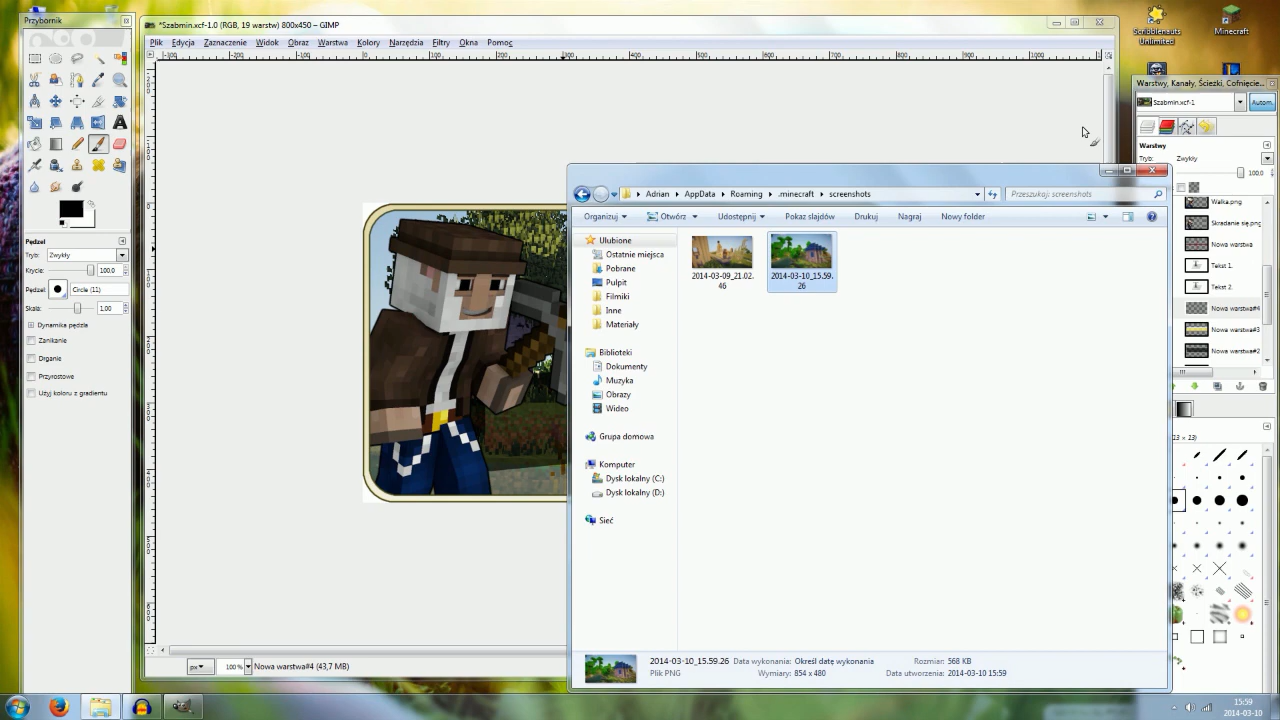 Przybornik
*Szabmin.xcf-1.0 (RGB, 19 warstw) 800x450 – GIMP
Plik Edycja Zaznaczenie Widok Obraz Warstwa Kolory Narzędzia Filtry Okna Pomoc
Scribblenauts
Unlimited
Minecraft
Warstwy, Kanały, Ścieżki, Cofnięcie...
Szabmin.xcf-1
Autom.
Warstwy
Tryb: Zwykły
100,0
Walka.png
Skradanie się.png
Nowa warstwa
Tekst 1.
Tekst 2.
Nowa warstwa#4
Nowa warstwa#3
Nowa warstwa#2
13 × 13)
Pędzel
Tryb: Zwykły
Krycie: 100,0
Pędzel: Circle (11)
Skala: 1,00
Dynamika pędzla
Zanikanie
Drganie
Przyrostowe
Użyj koloru z gradientu
Adrian AppData Roaming .minecraft screenshots
Przeszukaj: screenshots
Organizuj Otwórz Udostępnij Pokaz slajdów Drukuj Nagraj Nowy folder
Ulubione
Ostatnie miejsca
Pobrane
Pulpit
Filmiki
Inne
Materiały
Biblioteki
Dokumenty
Muzyka
Obrazy
Wideo
Grupa domowa
Komputer
Dysk lokalny (C:)
Dysk lokalny (D:)
Sieć
2014-03-09_21.02.
46
2014-03-10_15.59.
26
2014-03-10_15.59.26 Data wykonania: Określ datę wykonania Rozmiar: 568 KB
Plik PNG Wymiary: 854 x 480 Data utworzenia: 2014-03-10 15:59
px 100% Nowa warstwa#4 (43,7 MB)
15:59
2014-03-10